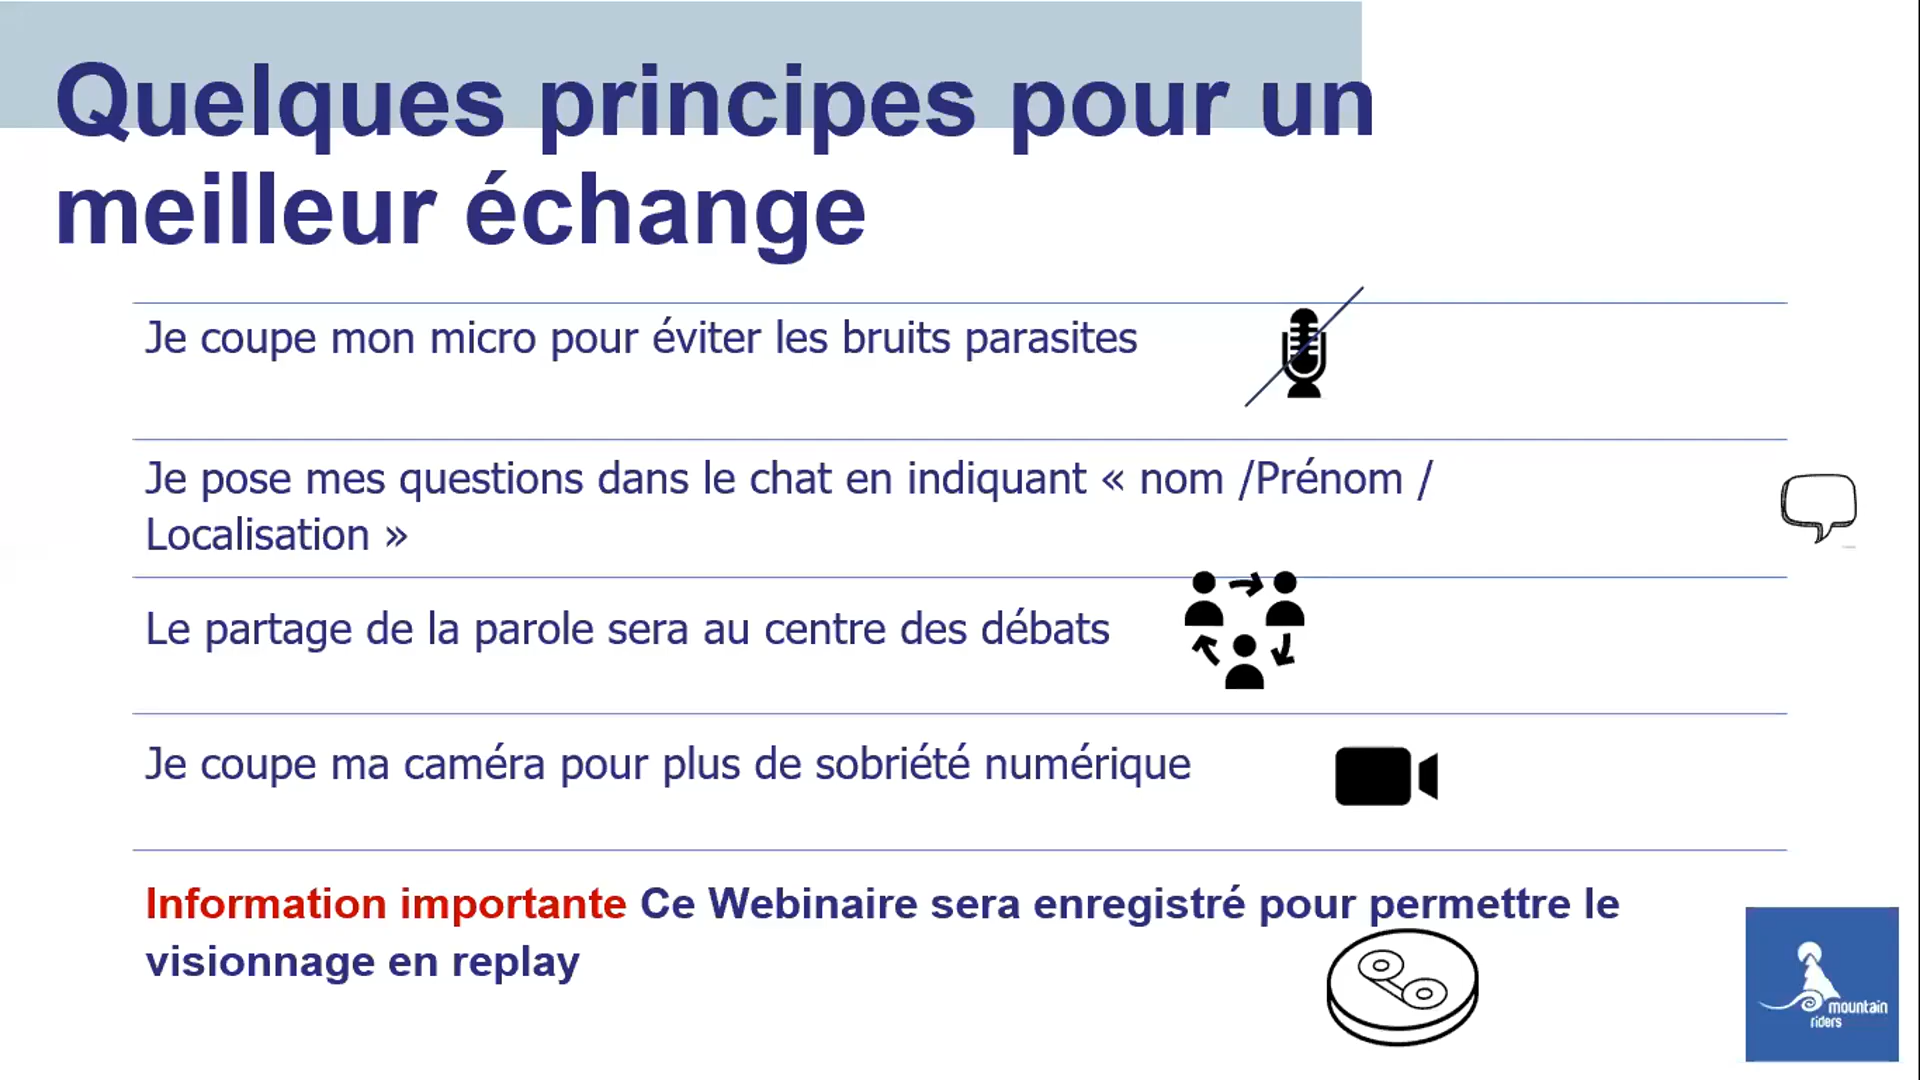 Quelques principes pour un
meilleur échange
Je coupe mon micro pour éviter les bruits parasites
Je pose mes questions dans le chat en indiquant « nom /Prénom /
Localisation »
Le partage de la parole sera au centre des débats
Je coupe ma caméra pour plus de sobriété numérique
Information importante Ce Webinaire sera enregistré pour permettre le
visionnage en replay
mountain
riders